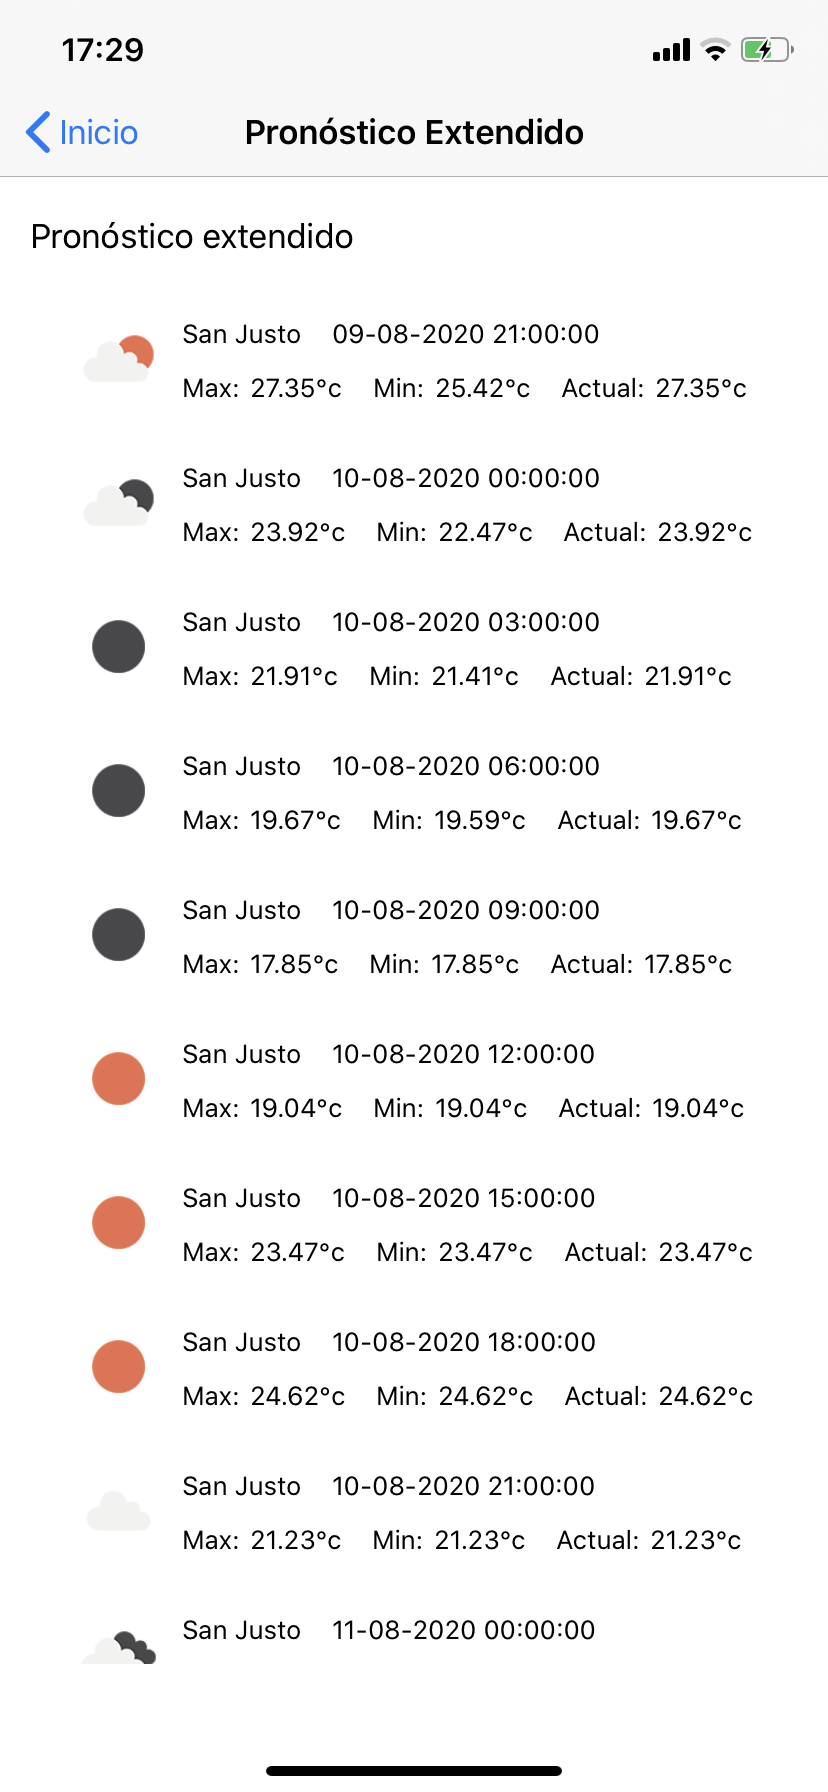 17:29
Inicio
Pronóstico Extendido
Pronóstico extendido
San Justo 09-08-2020 21:00:00
Max: 27.35°c Min: 25.42°c Actual: 27.35°c
San Justo 10-08-2020 00:00:00
Max: 23.92°c Min: 22.47°c Actual: 23.92°c
San Justo 10-08-2020 03:00:00
Max: 21.91°c Min: 21.41°c Actual: 21.91°c
San Justo 10-08-2020 06:00:00
Max: 19.67°c Min: 19.59°c Actual: 19.67°c
San Justo 10-08-2020 09:00:00
Max: 17.85°c Min: 17.85°c Actual: 17.85°c
San Justo 10-08-2020 12:00:00
Max: 19.04°c Min: 19.04°c Actual: 19.04°c
San Justo 10-08-2020 15:00:00
Max: 23.47°c Min: 23.47°c Actual: 23.47°c
San Justo 10-08-2020 18:00:00
Max: 24.62°c Min: 24.62°c Actual: 24.62°c
San Justo 10-08-2020 21:00:00
Max: 21.23°c Min: 21.23°c Actual: 21.23°c
San Justo 11-08-2020 00:00:00